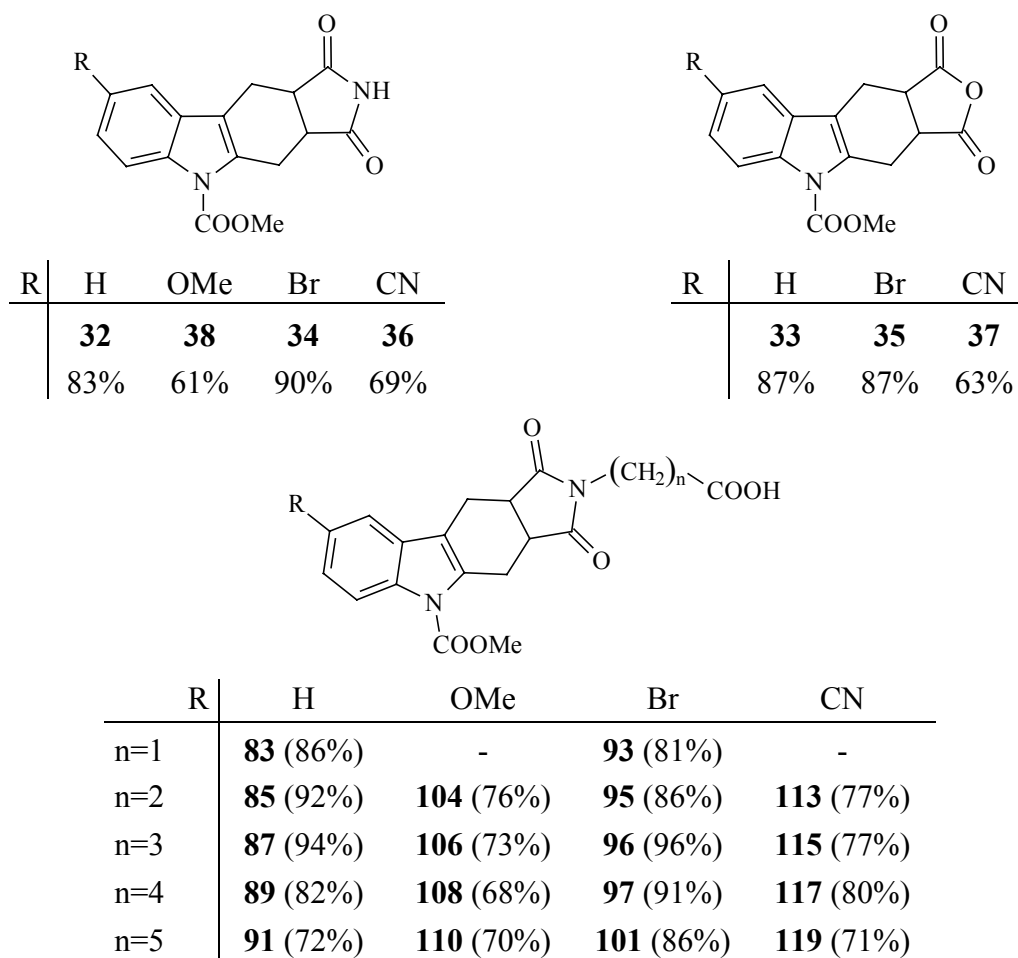 O O
R R
NH O
O O
N N
COOMe COOMe
R H OMe Br CN R H Br CN
32 38 34 36 33 35 37
83% 61% 90% 69% 87% 87% 63%
O
(CH2)n
N COOH
R
O
N
COOMe
R H OMe Br CN
n=1 83 (86%) - 93 (81%) -
n=2 85 (92%) 104 (76%) 95 (86%) 113 (77%)
n=3 87 (94%) 106 (73%) 96 (96%) 115 (77%)
n=4 89 (82%) 108 (68%) 97 (91%) 117 (80%)
n=5 91 (72%) 110 (70%) 101 (86%) 119 (71%)